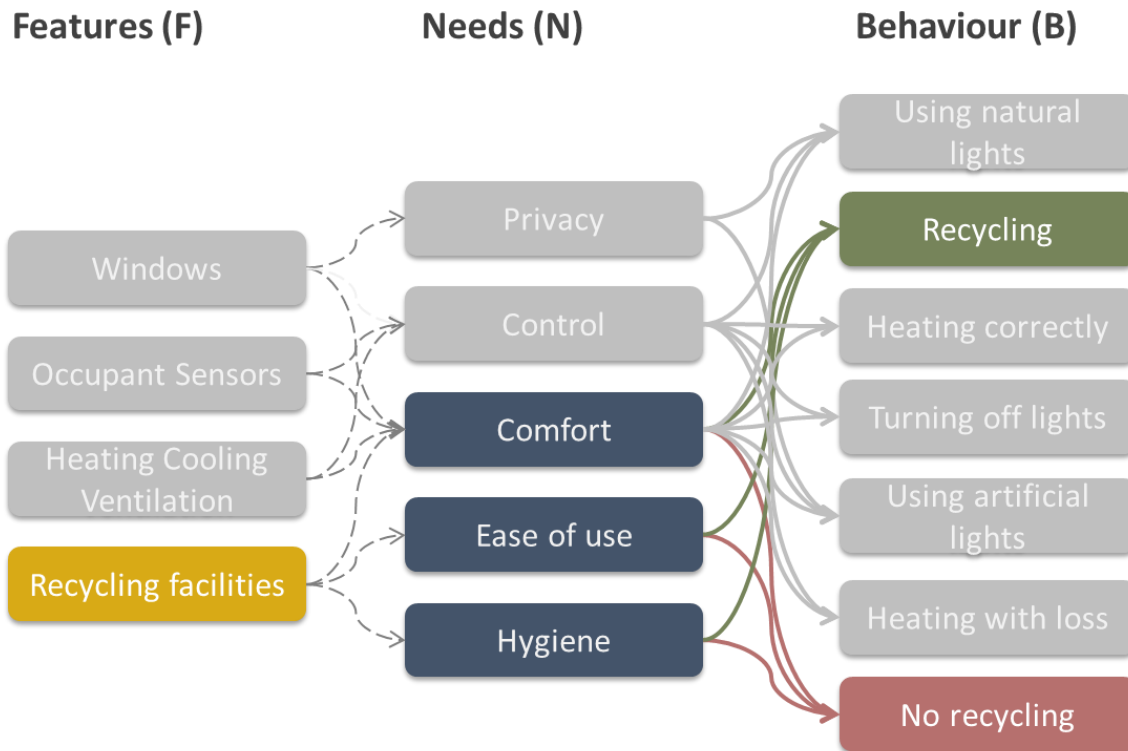 Features (F)
Needs (N)
Behaviour (B)
Windows
Occupant Sensors
Heating Cooling
Ventilation
Recycling facilities
Privacy
Control
Comfort
Ease of use
Hygiene
Using natural
lights
Recycling
Heating correctly
Turning off lights
Using artificial
lights
Heating with loss
No recycling